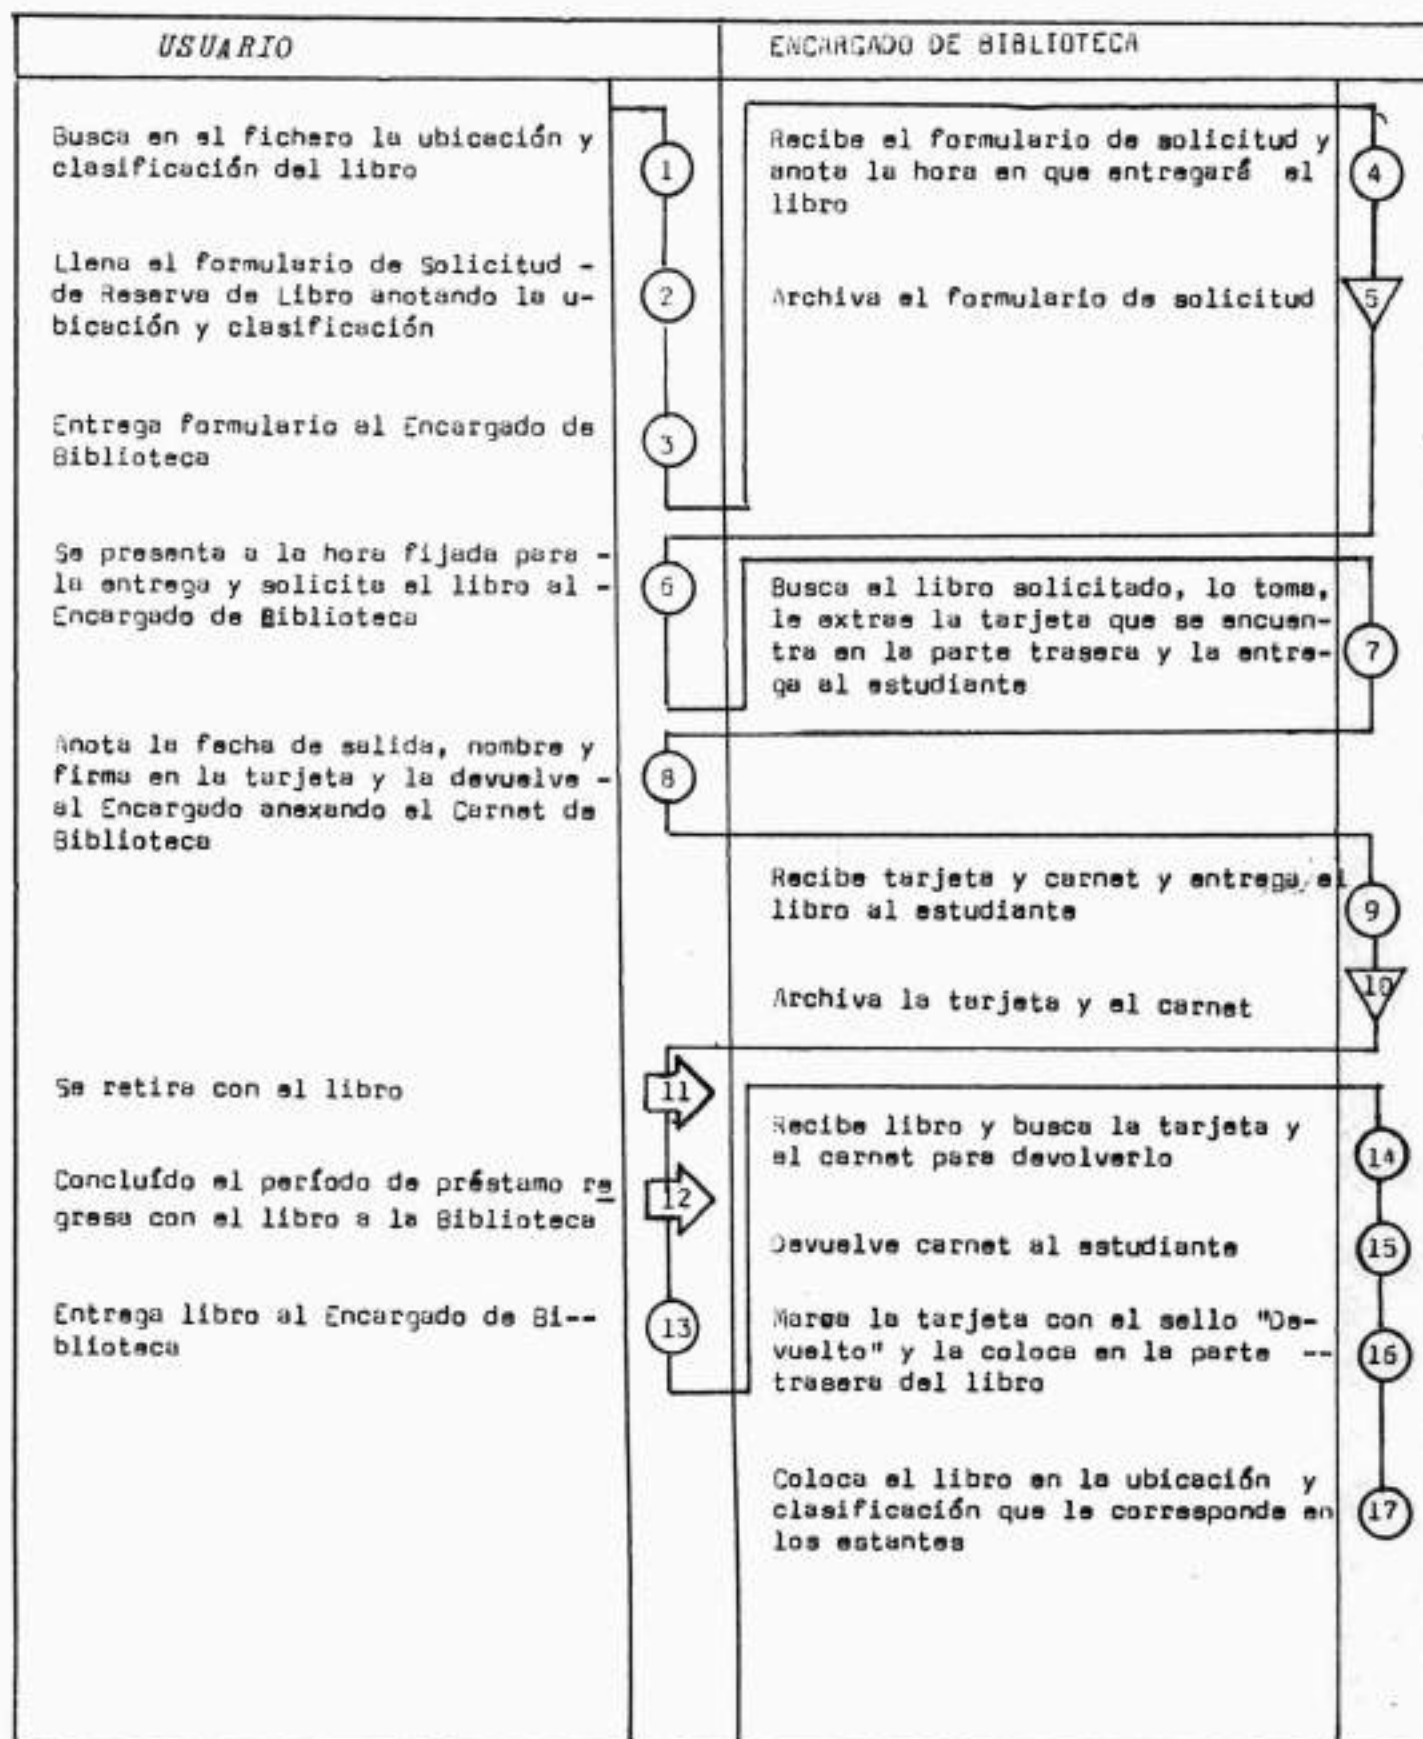 USUARIO
ENCARGADO DE BIBLIOTECA
Busca en el fichero la ubicación y
clasificación del libro
1
Llena el formulario de Solicitud -
de Reserva de Libro anotando la u-
bicación y clasificación
2
Entrega formulario al Encargado de
Biblioteca
3
Recibe el formulario de solicitud y
anota la hora en que entregará el
libro
4
Archiva el formulario de solicitud
5
Se presenta a la hora fijada para -
la entrega y solicita el libro al -
Encargado de Biblioteca
6
Busca el libro solicitado, lo toma,
le extrae la tarjeta que se encuen-
tra en la parte trasera y la entre-
ga al estudiante
7
Anota la fecha de salida, nombre y
firma en la tarjeta y la devuelve -
al Encargado anexando el Carnet de
Biblioteca
8
Recibe tarjeta y carnet y entrega el
libro al estudiante
9
Archiva la tarjeta y el carnet
10
Se retira con el libro
11
Concluído el período de préstamo re
gresa con el libro a la Biblioteca
12
Entrega libro al Encargado de Bi--
blioteca
13
Recibe libro y busca la tarjeta y
el carnet para devolverlo
14
Devuelve carnet al estudiante
15
Marca la tarjeta con el sello "De-
vuelto" y la coloca en la parte --
trasera del libro
16
Coloca el libro en la ubicación y
clasificación que le corresponde en
los estantes
17